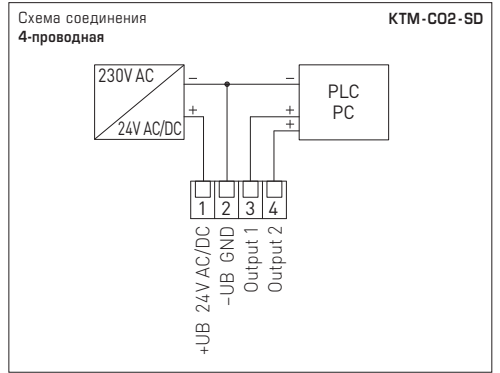 Схема соединения
4-проводная
KTM-CO2-SD
230V AC
24V AC/DC
–
+
–
+
+
PLC
PC
1 2 3 4
+UB 24V AC/DC
–UB GND
Output 1
Output 2